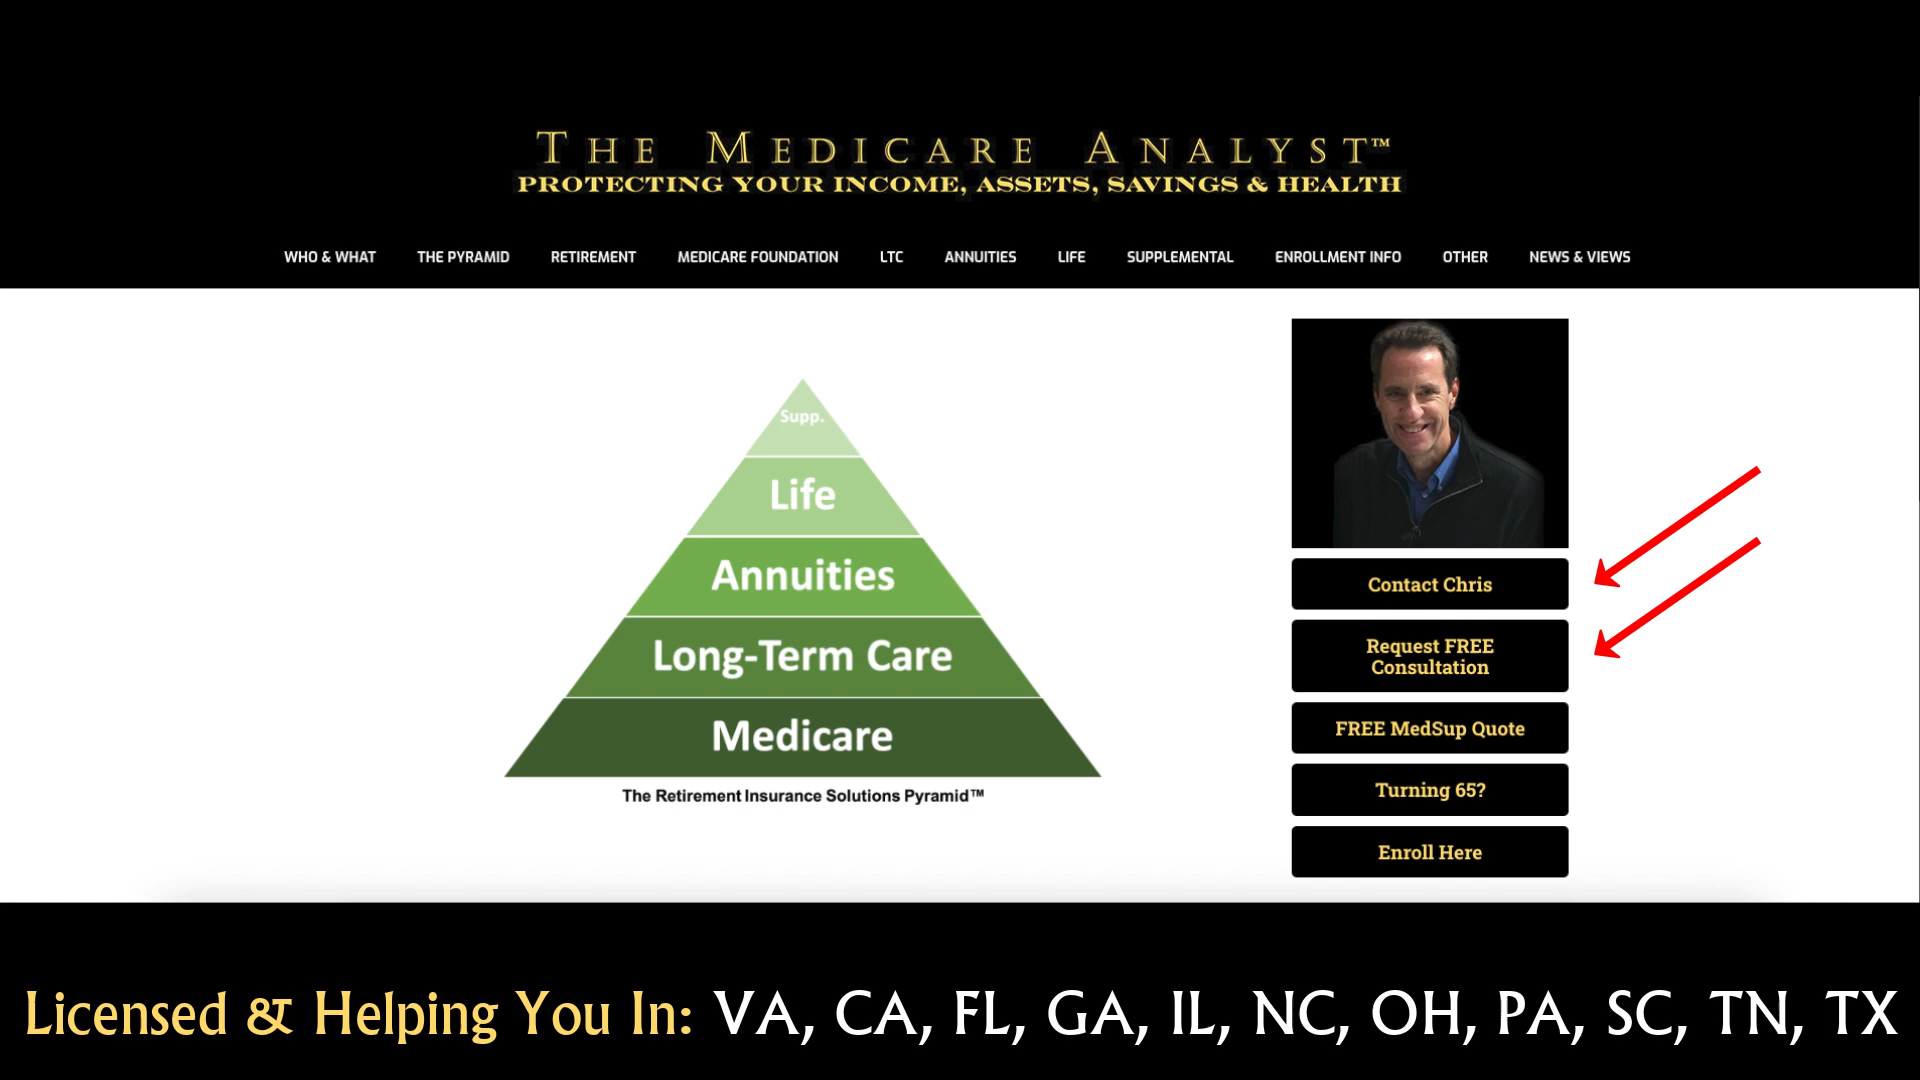 THE MEDICARE ANALYST™
PROTECTING YOUR INCOME, ASSETS, SAVINGS & HEALTH
WHO & WHAT THE PYRAMID RETIREMENT MEDICARE FOUNDATION LTC ANNUITIES LIFE SUPPLEMENTAL ENROLLMENT INFO OTHER NEWS & VIEWS
Supp.
Life
Annuities
Long-Term Care
Medicare
The Retirement Insurance Solutions Pyramid™
Contact Chris
Request FREE
Consultation
FREE MedSup Quote
Turning 65?
Enroll Here
Licensed & Helping You In: VA, CA, FL, GA, IL, NC, OH, PA, SC, TN, TX